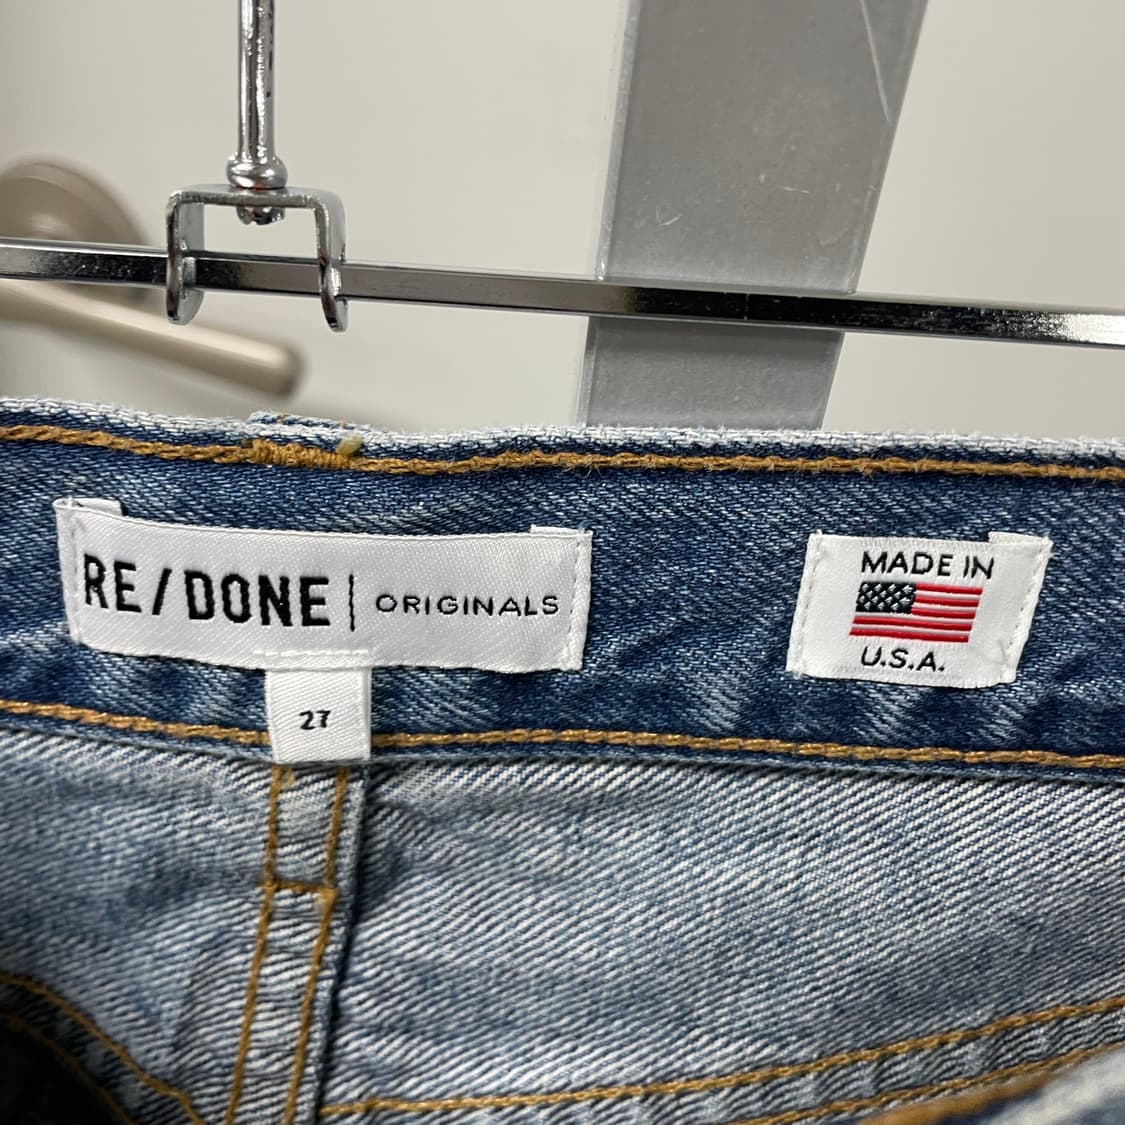 RE/DONE | ORIGINALS
27
MADE IN
U.S.A.